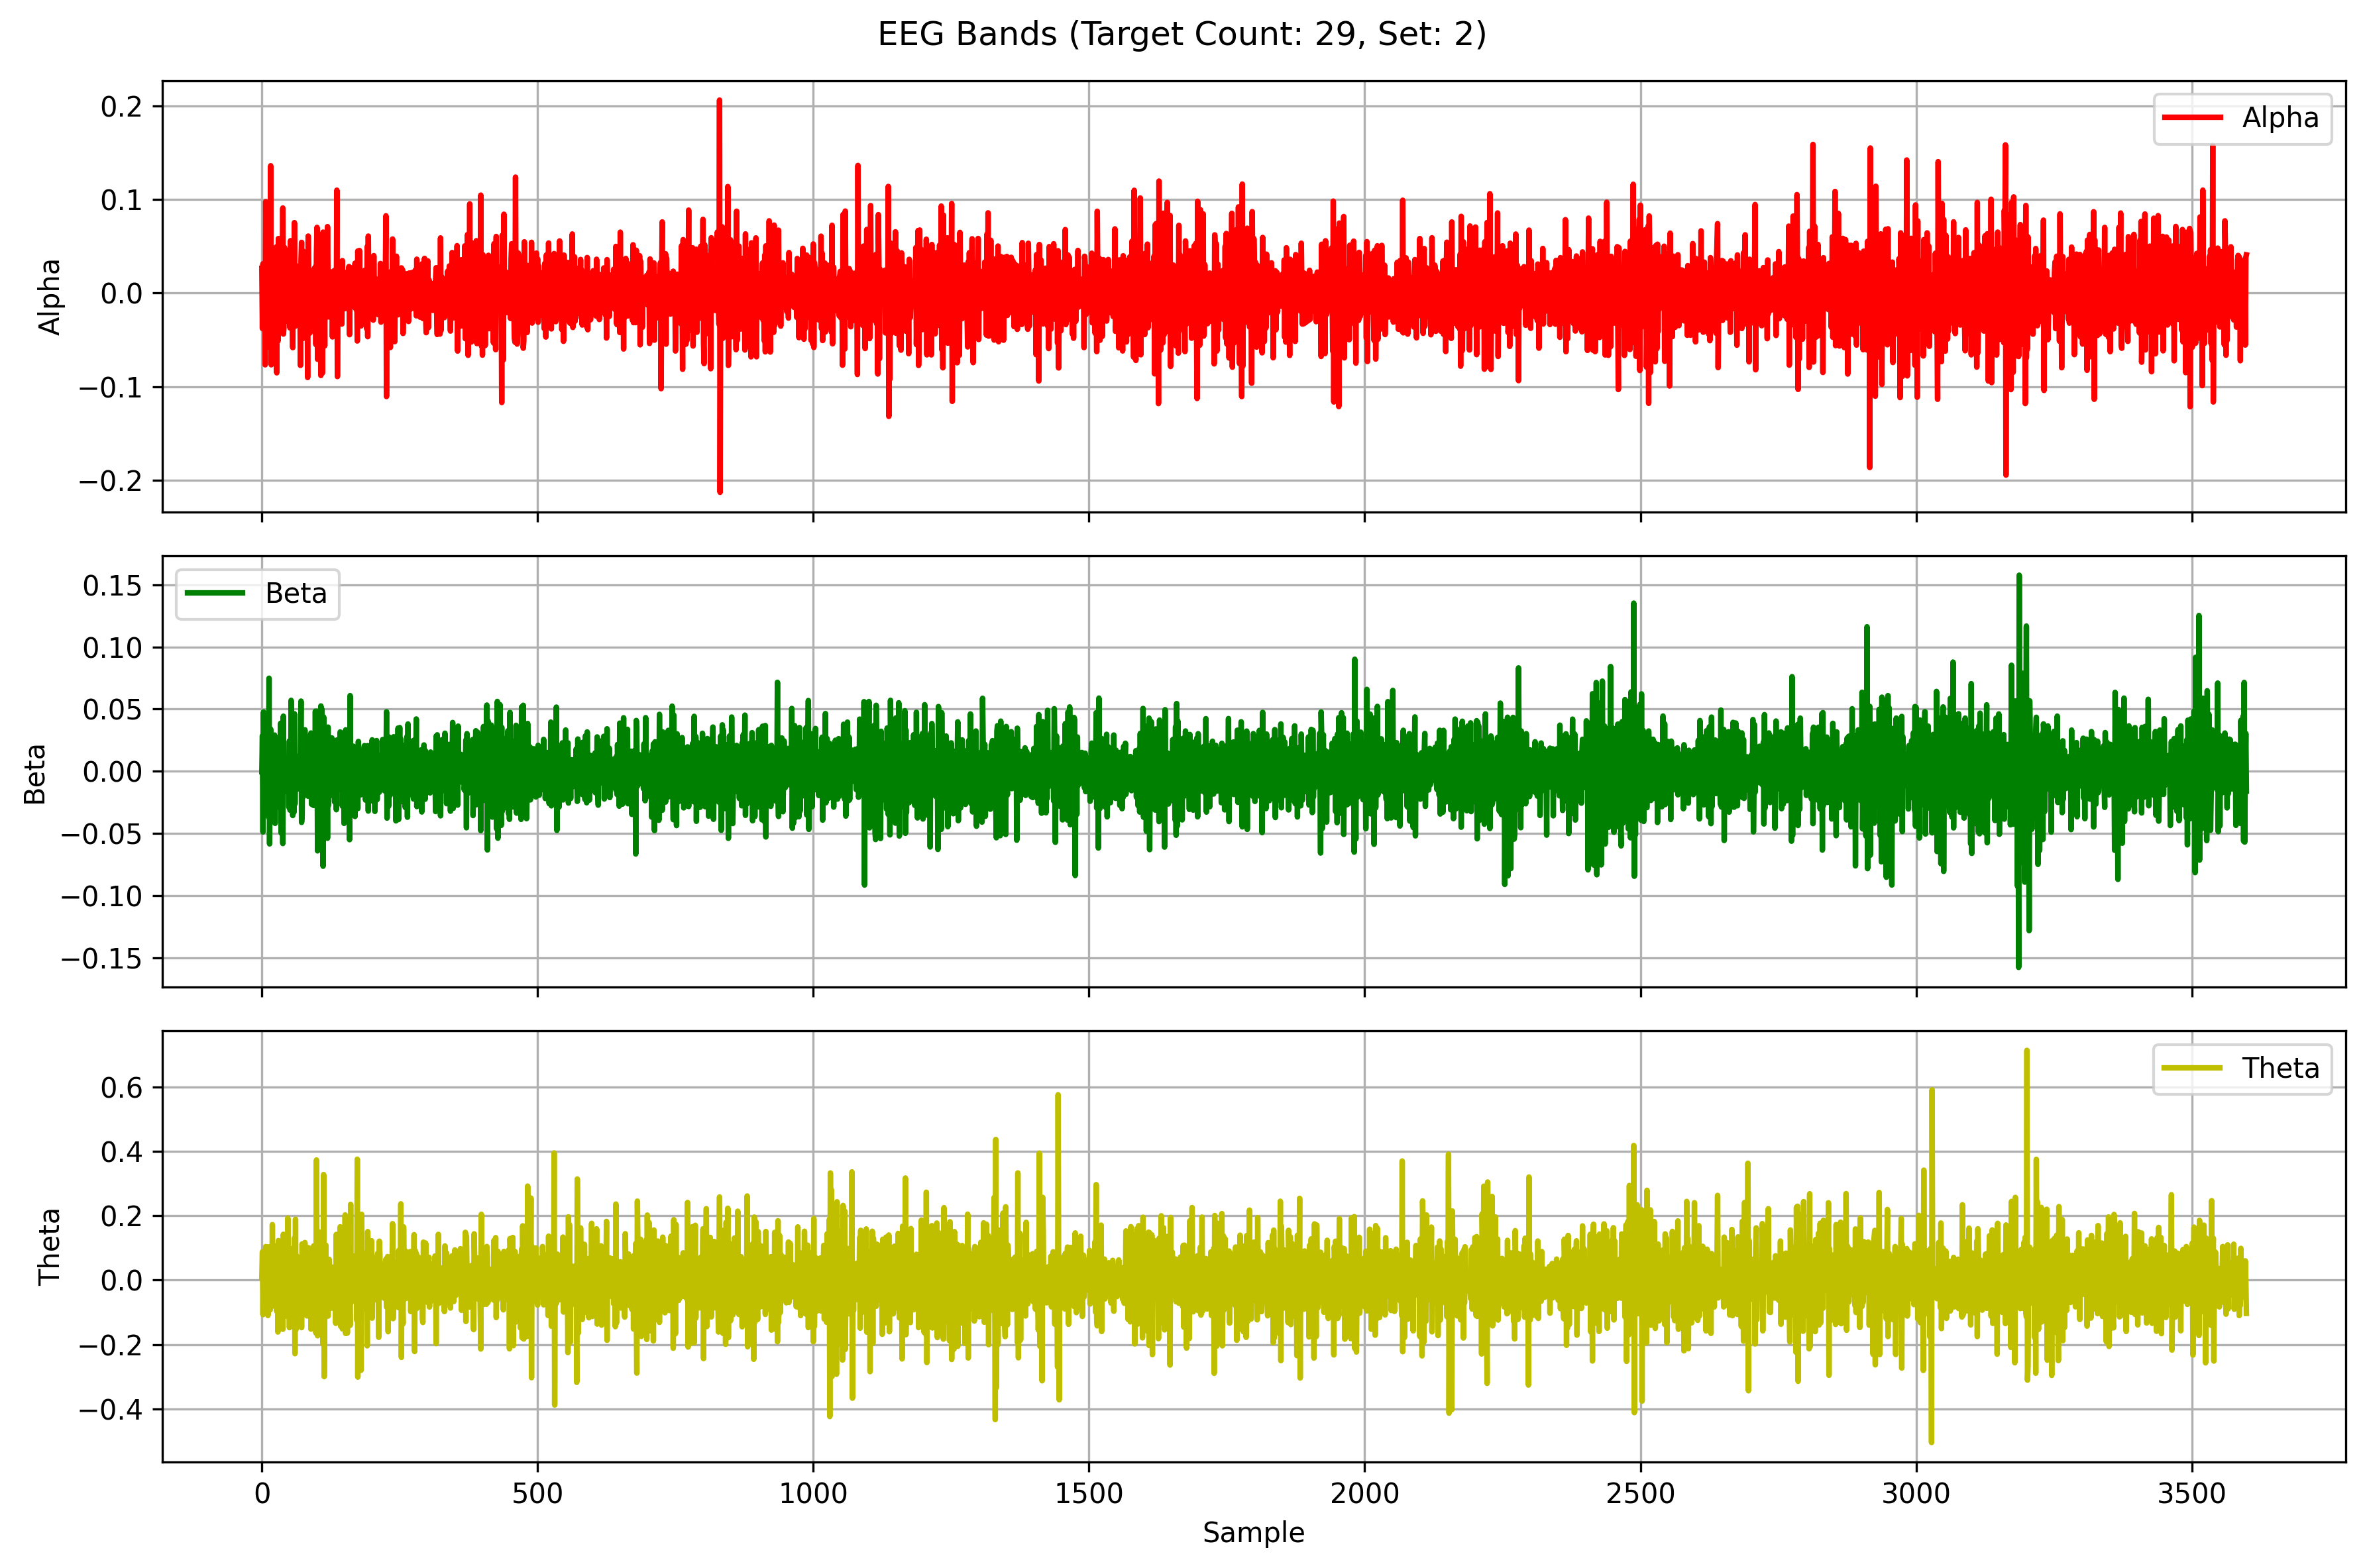 EEG Bands (Target Count: 29, Set: 2)
0.2
0.1
0.0
−0.1
−0.2
Alpha
Alpha
0.15
0.10
0.05
0.00
−0.05
−0.10
−0.15
Beta
Beta
0.6
0.4
0.2
0.0
−0.2
−0.4
Theta
Theta
0 500 1000 1500 2000 2500 3000 3500
Sample